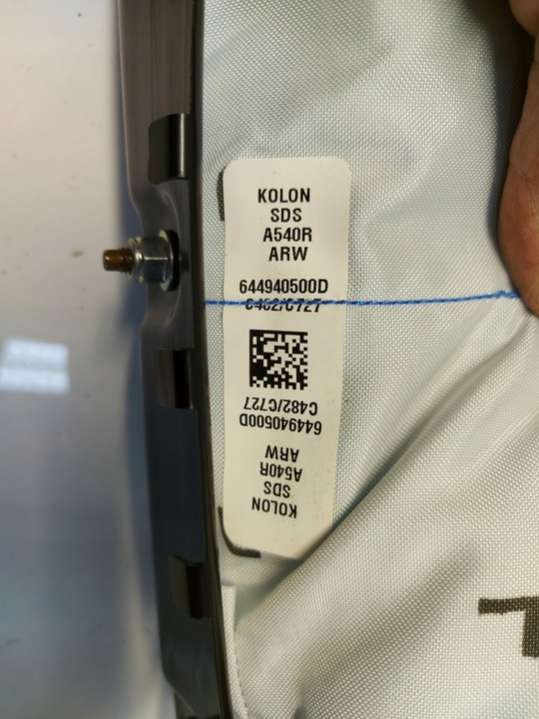 KOLON
SDS
A540R
ARW
644940500D
C482/C727
C482/C727
644940500D
ARW
A540R
SDS
KOLON